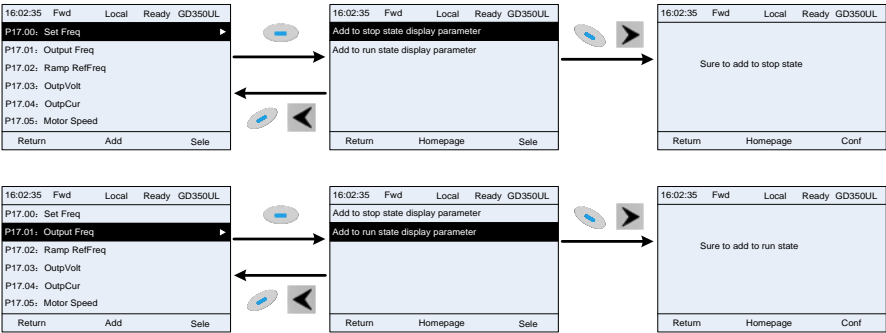 16:02:35 Fwd Local Ready GD350UL
P17.00: Set Freq
P17.01: Output Freq
P17.02: Ramp RefFreq
P17.03: OutpVolt
P17.04: OutpCur
P17.05: Motor Speed
Return Add Sele
16:02:35 Fwd Local Ready GD350UL
Add to stop state display parameter
Add to run state display parameter
Return Homepage Sele
16:02:35 Fwd Local Ready GD350UL
Sure to add to stop state
Return Homepage Conf
16:02:35 Fwd Local Ready GD350UL
P17.00: Set Freq
P17.01: Output Freq
P17.02: Ramp RefFreq
P17.03: OutpVolt
P17.04: OutpCur
P17.05: Motor Speed
Return Add Sele
16:02:35 Fwd Local Ready GD350UL
Add to stop state display parameter
Add to run state display parameter
Return Homepage Sele
16:02:35 Fwd Local Ready GD350UL
Sure to add to run state
Return Homepage Conf